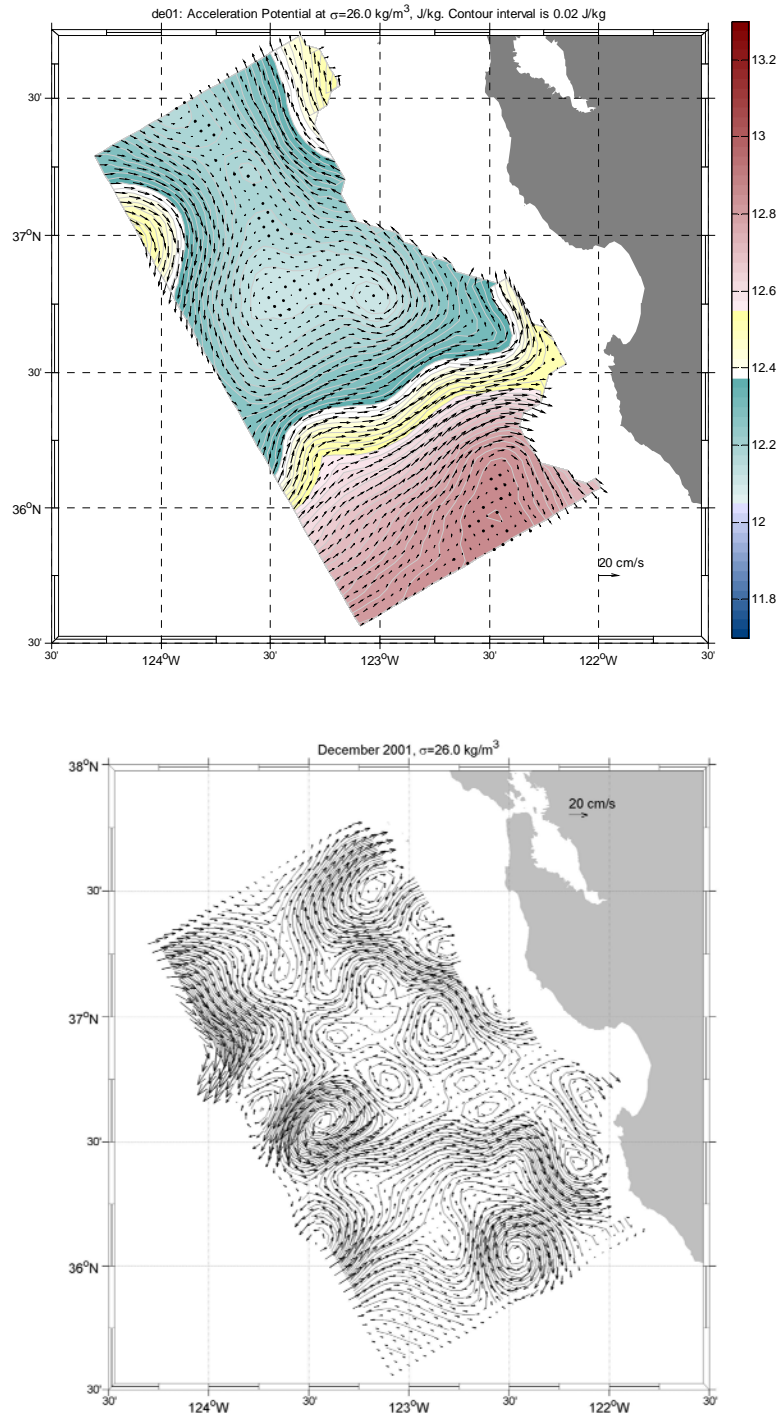 de01: Acceleration Potential at σ=26.0 kg/m³, J/kg. Contour interval is 0.02 J/kg
13.2
30'
13
12.8
37°N
12.6
12.4
30'
12.2
36°N
12
20 cm/s
11.8
30'
30' 124°W 30' 123°W 30' 122°W 30'
December 2001, σ=26.0 kg/m³
38°N
20 cm/s
30'
37°N
30'
36°N
30'
30' 124°W 30' 123°W 30' 122°W 30'